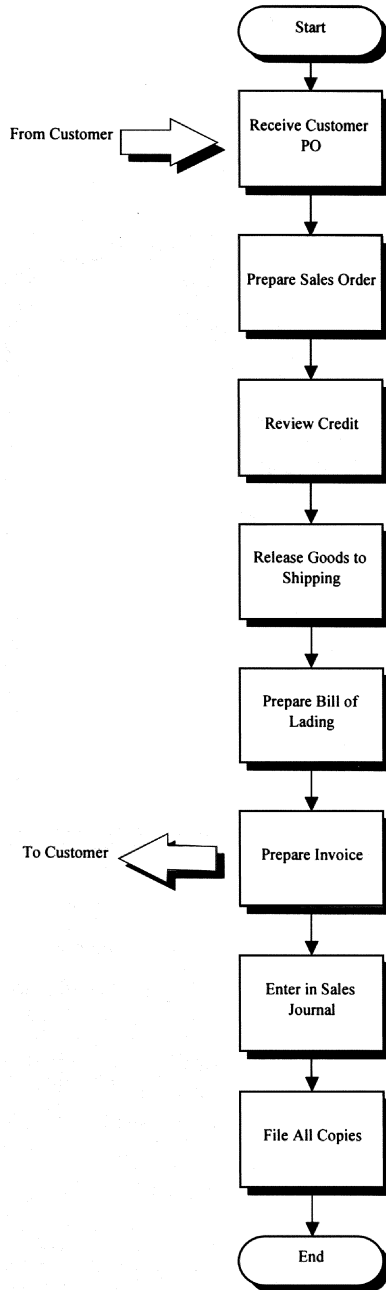 Start
From Customer
Receive Customer
PO
Prepare Sales Order
Review Credit
Release Goods to
Shipping
Prepare Bill of
Lading
To Customer
Prepare Invoice
Enter in Sales
Journal
File All Copies
End